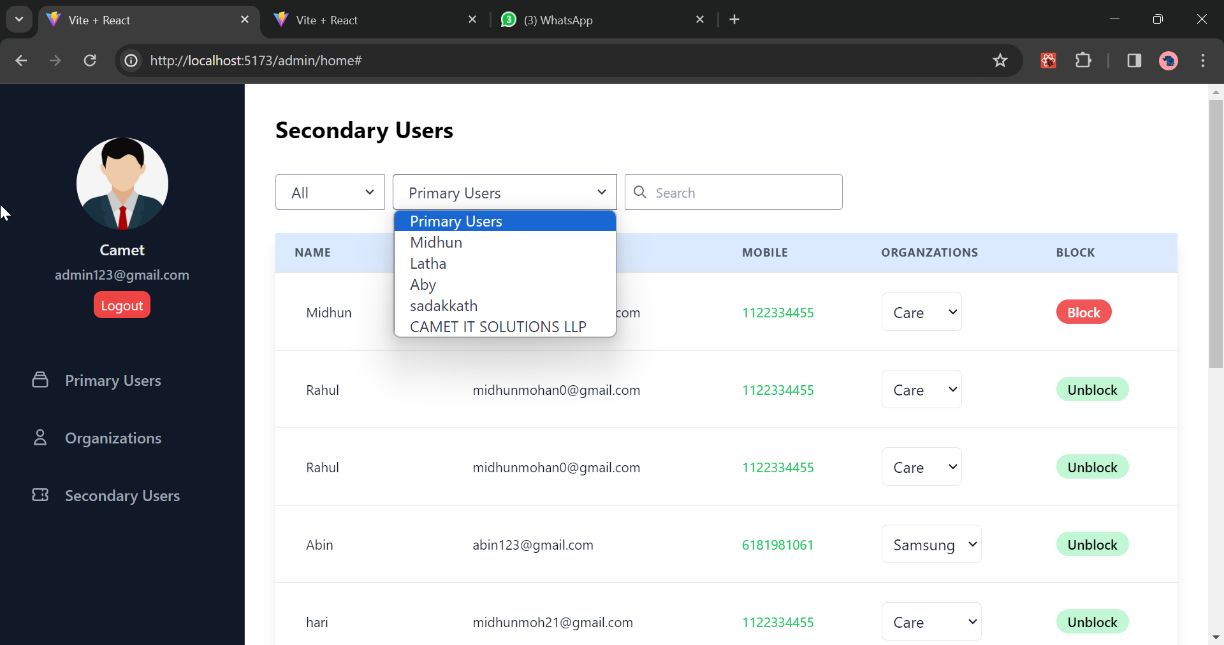 Vite + React
Vite + React
3 (3) WhatsApp
http://localhost:5173/admin/home#
Camet
admin123@gmail.com
Logout
Primary Users
Organizations
Secondary Users
Secondary Users
All
Primary Users
Search
Primary Users
Midhun
Latha
Aby
sadakkath
CAMET IT SOLUTIONS LLP
NAME MOBILE ORGANZATIONS BLOCK
Midhun com 1122334455 Care Block
Rahul midhunmohan0@gmail.com 1122334455 Care Unblock
Rahul midhunmohan0@gmail.com 1122334455 Care Unblock
Abin abin123@gmail.com 6181981061 Samsung Unblock
hari midhunmoh21@gmail.com 1122334455 Care Unblock